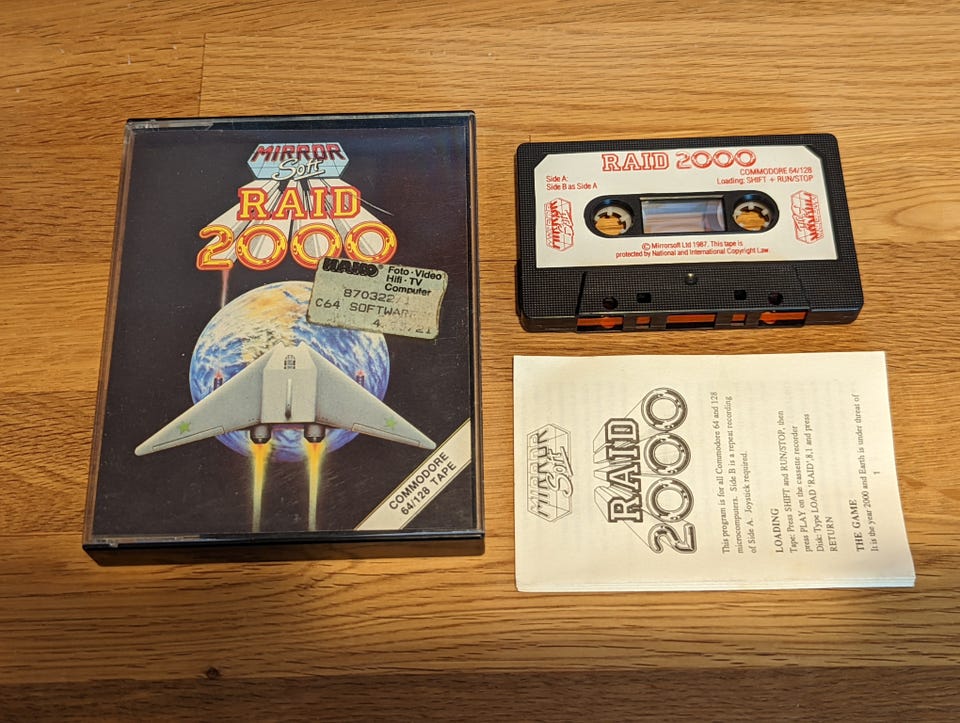 MIRROR
Soft
RAID
2000
Foto · Video
Hifi · TV
Computer
870322
C64 SOFTWAR
COMMODORE
64/128 TAPE
RAID 2000
Side A:
Side B as Side A
COMMODORE 64/128
Loading: SHIFT + RUN/STOP
MIRROR
Soft
MIRROR
Soft
© Mirrorsoft Ltd 1987. This tape is
protected by National and International Copyright Law.
MIRROR
Soft
RAID
2000
This program is for all Commodore 64 and 128
microcomputers. Side B is a repeat recording
of Side A. Joystick required.
LOADING
Tape: Press SHIFT and RUN/STOP, then
press PLAY on the cassette recorder
Disk: Type LOAD 'RAID',8,1 and press
RETURN
THE GAME
It is the year 2000 and Earth is under threat of
1